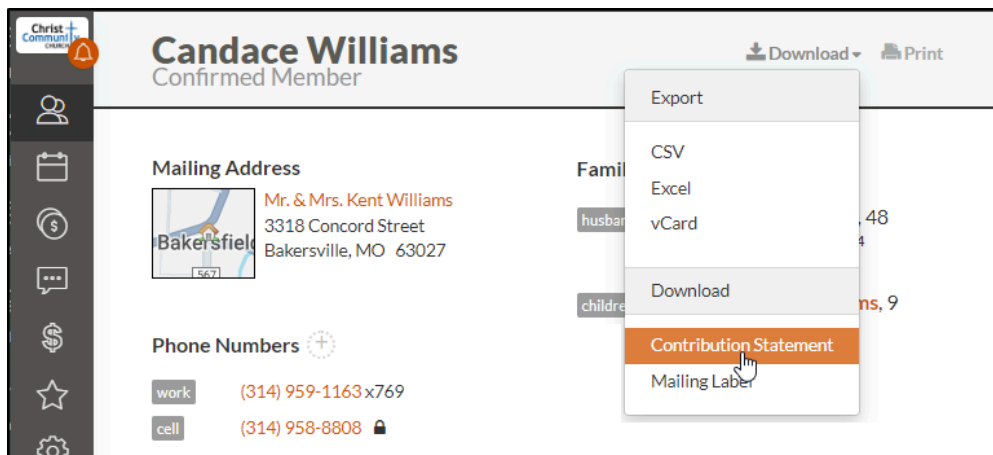 Christ
Community
CHURCH
Candace Williams
Confirmed Member
Download
Print
Export
CSV
Excel
vCard
Download
Contribution Statement
Mailing Label
Mailing Address
Mr. & Mrs. Kent Williams
3318 Concord Street
Bakersville, MO 63027
Bakersfield
567
Phone Numbers
work (314) 959-1163 x769
cell (314) 958-8808
Famil
husban , 48
4
childre ms, 9